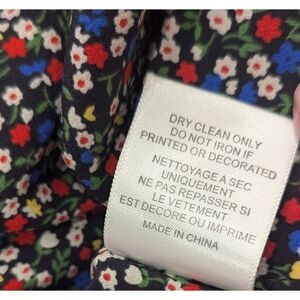 DRY CLEAN ONLY
DO NOT IRON IF
PRINTED OR DECORATED
NETTOYAGE A SEC
UNIQUEMENT
NE PAS REPASSER SI
LE VETEMENT
EST DECORE OU IMPRIME
MADE IN CHINA